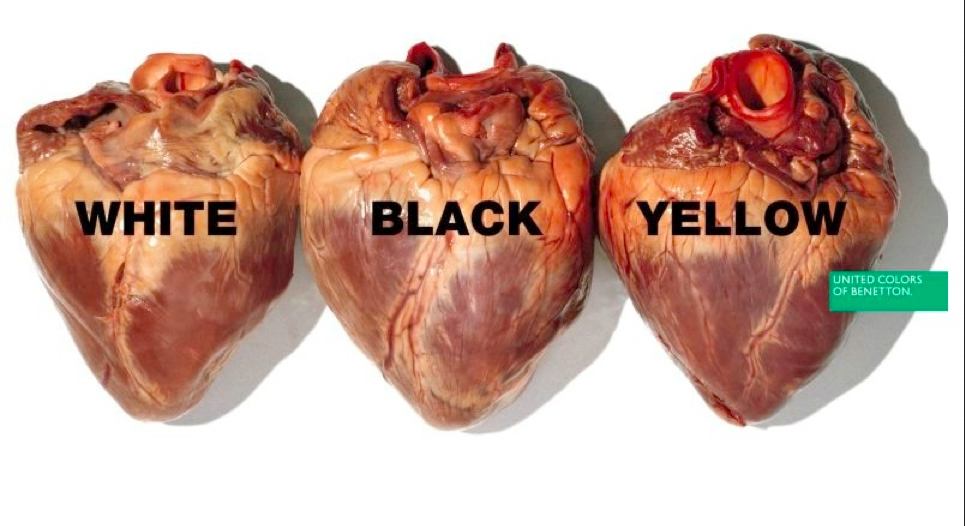 WHITE
BLACK
YELLOW
UNITED COLORS
OF BENETTON.